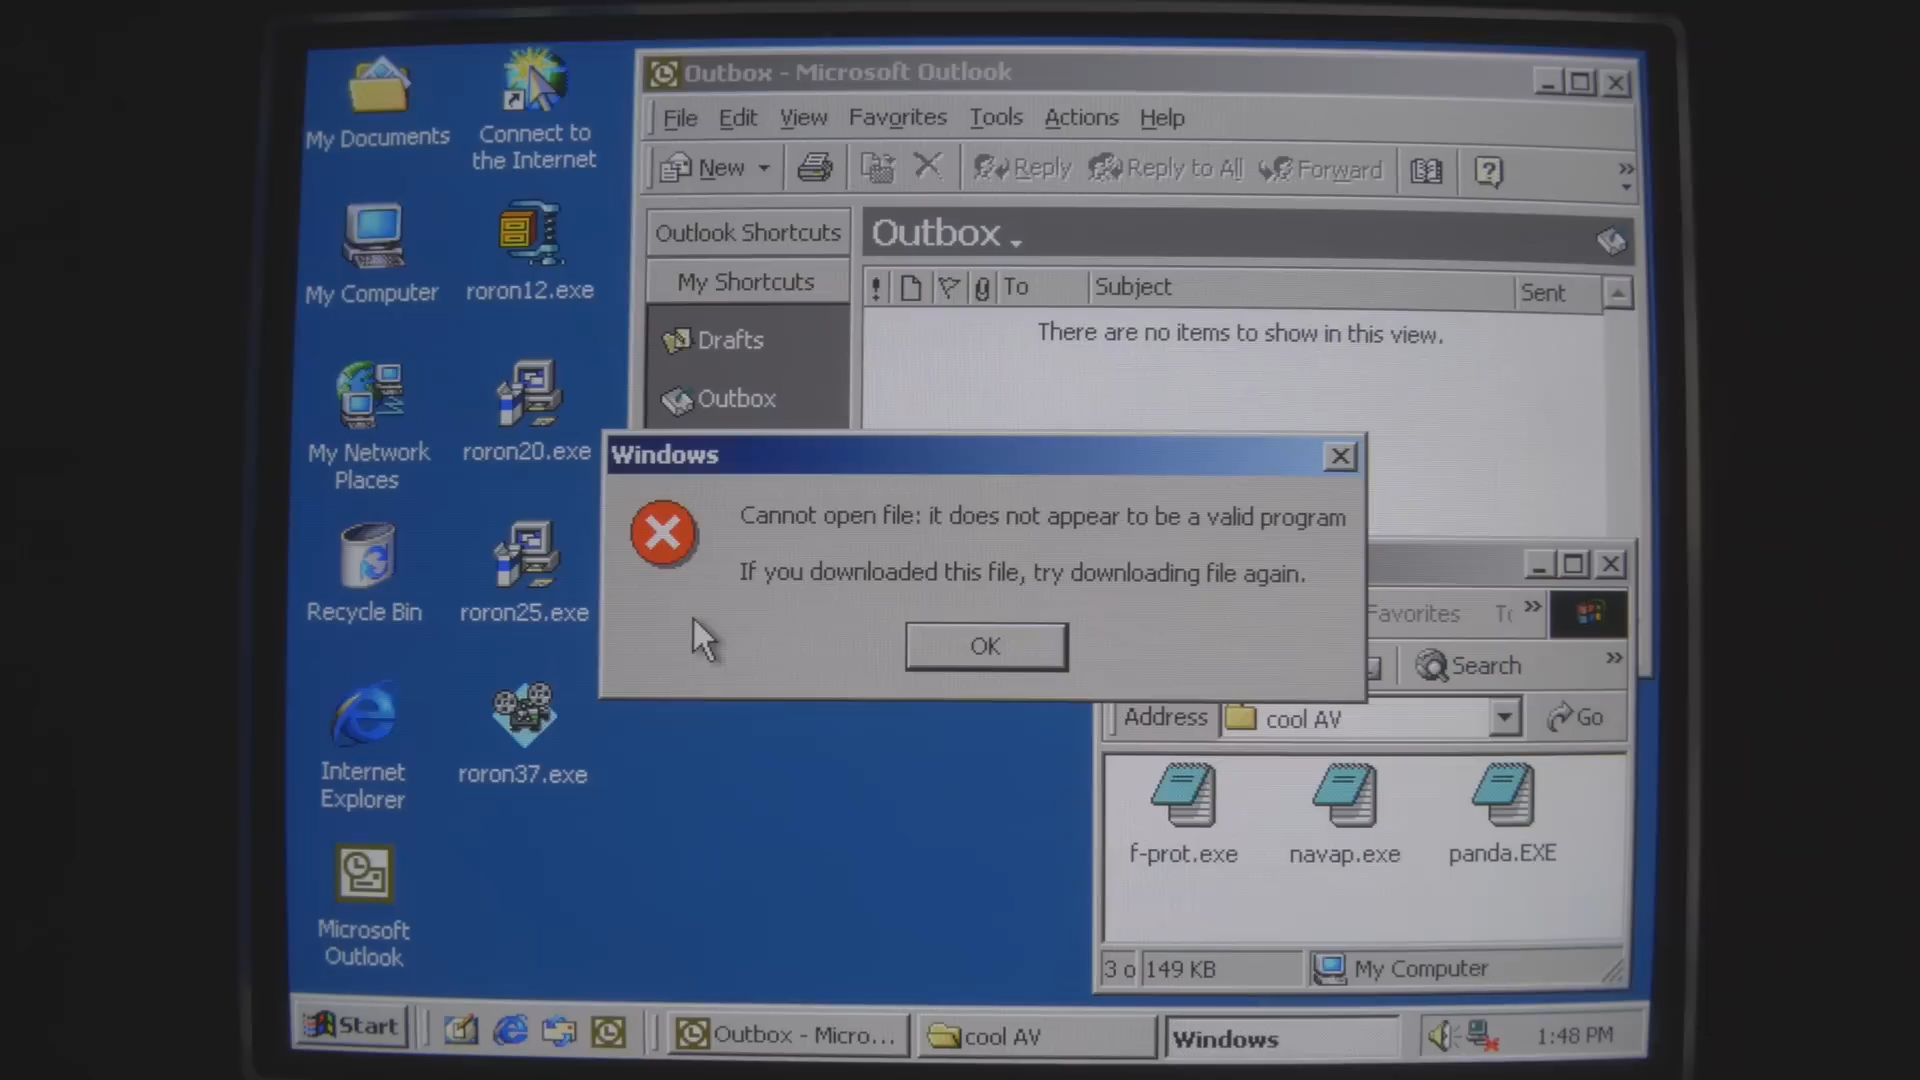 My Documents
Connect to
the Internet
My Computer
roron12.exe
My Network
Places
roron20.exe
Recycle Bin
roron25.exe
Internet
Explorer
roron37.exe
Microsoft
Outlook
Outbox - Microsoft Outlook
File Edit View Favorites Tools Actions Help
New Reply Reply to All Forward
Outlook Shortcuts
My Shortcuts
Drafts
Outbox
Outbox
To Subject Sent
There are no items to show in this view.
Windows
Cannot open file: it does not appear to be a valid program
If you downloaded this file, try downloading file again.
OK
Favorites
Search
Address cool AV Go
f-prot.exe navap.exe panda.EXE
3 o 149 KB My Computer
Start Outbox - Micro... cool AV Windows 1:48 PM